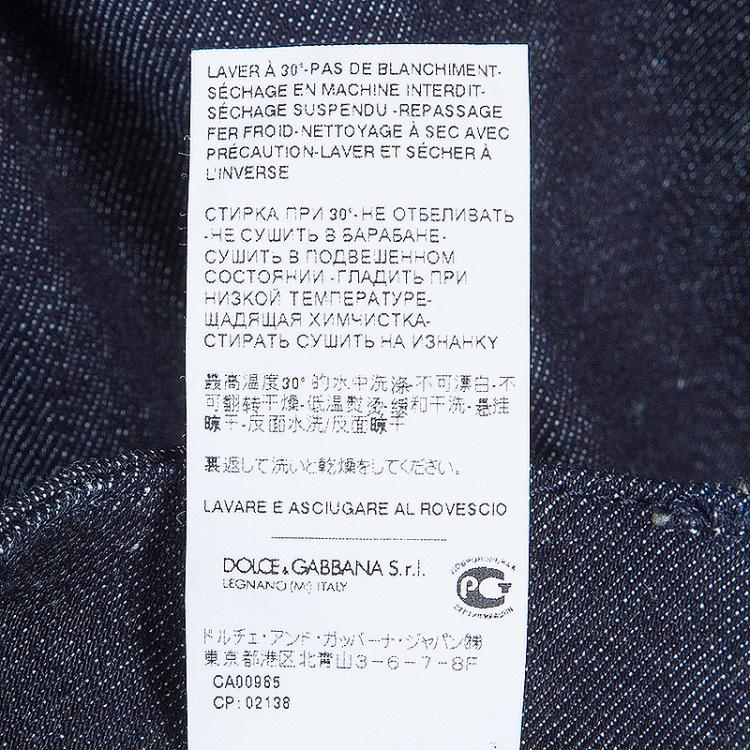 LAVER À 30°-PAS DE BLANCHIMENT-
SÉCHAGE EN MACHINE INTERDIT-
SÉCHAGE SUSPENDU -REPASSAGE
FER FROID-NETTOYAGE À SEC AVEC
PRÉCAUTION-LAVER ET SÉCHER À
L'INVERSE
СТИРКА ПРИ 30°-НЕ ОТБЕЛИВАТЬ
-НЕ СУШИТЬ В БАРАБАНЕ-
СУШИТЬ В ПОДВЕШЕННОМ
СОСТОЯНИИ -ГЛАДИТЬ ПРИ
НИЗКОЙ ТЕМПЕРАТУРЕ-
ЩАДЯЩАЯ ХИМЧИСТКА-
СТИРАТЬ СУШИТЬ НА ИЗНАНКУ
最高温度30°的水中洗涤-不可漂白-不
可翻转干燥-低温熨烫-缓和干洗-悬挂
晾干-反面水洗/反面晾干
裏返して洗いと乾燥をしてください。
LAVARE E ASCIUGARE AL ROVESCIO
DOLCE & GABBANA S.r.l.
LEGNANO (MI) ITALY
РСТ
ドルチェ・アンド・ガッバーナ・ジャパン㈱
東京都港区北青山3-6-7-8F
CA00965
CP: 02138